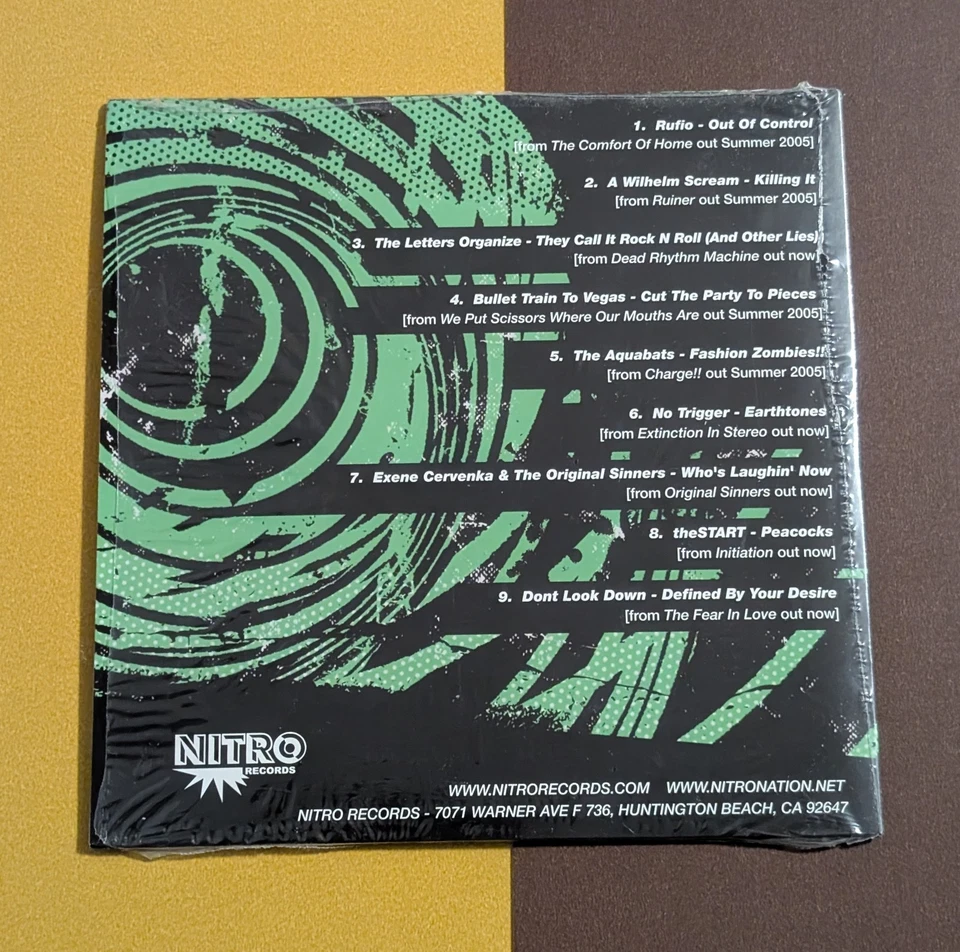 1. Rufio - Out Of Control
[from The Comfort Of Home out Summer 2005]
2. A Wilhelm Scream - Killing It
[from Ruiner out Summer 2005]
3. The Letters Organize - They Call It Rock N Roll (And Other Lies)
[from Dead Rhythm Machine out now]
4. Bullet Train To Vegas - Cut The Party To Pieces
[from We Put Scissors Where Our Mouths Are out Summer 2005]
5. The Aquabats - Fashion Zombies!!
[from Charge!! out Summer 2005]
6. No Trigger - Earthtones
[from Extinction In Stereo out now]
7. Exene Cervenka & The Original Sinners - Who's Laughin' Now
[from Original Sinners out now]
8. theSTART - Peacocks
[from Initiation out now]
9. Dont Look Down - Defined By Your Desire
[from The Fear In Love out now]
NITRO
RECORDS
WWW.NITRORECORDS.COM WWW.NITRONATION.NET
NITRO RECORDS - 7071 WARNER AVE F 736, HUNTINGTON BEACH, CA 92647